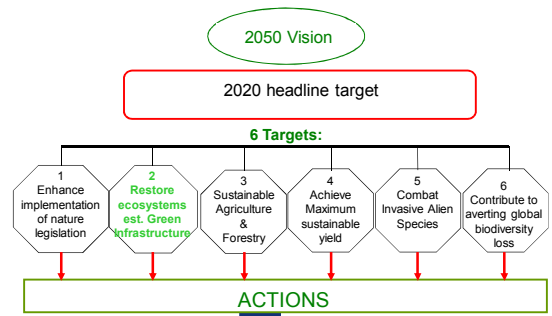 2050 Vision
2020 headline target
6 Targets:
1
Enhance
implementation
of nature
legislation
2
Restore
ecosystems
est. Green
Infrastructure
3
Sustainable
Agriculture
&
Forestry
4
Achieve
Maximum
sustainable
yield
5
Combat
Invasive Alien
Species
6
Contribute to
averting global
biodiversity
loss
ACTIONS